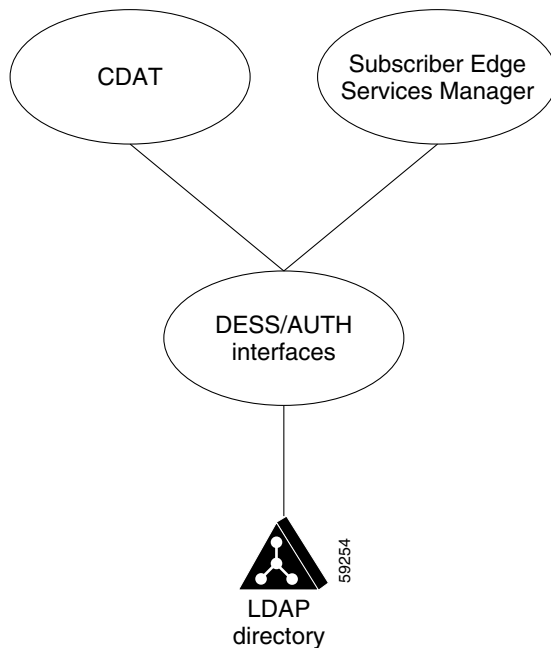 CDAT
Subscriber Edge
Services Manager
DESS/AUTH
interfaces
59254
LDAP
directory